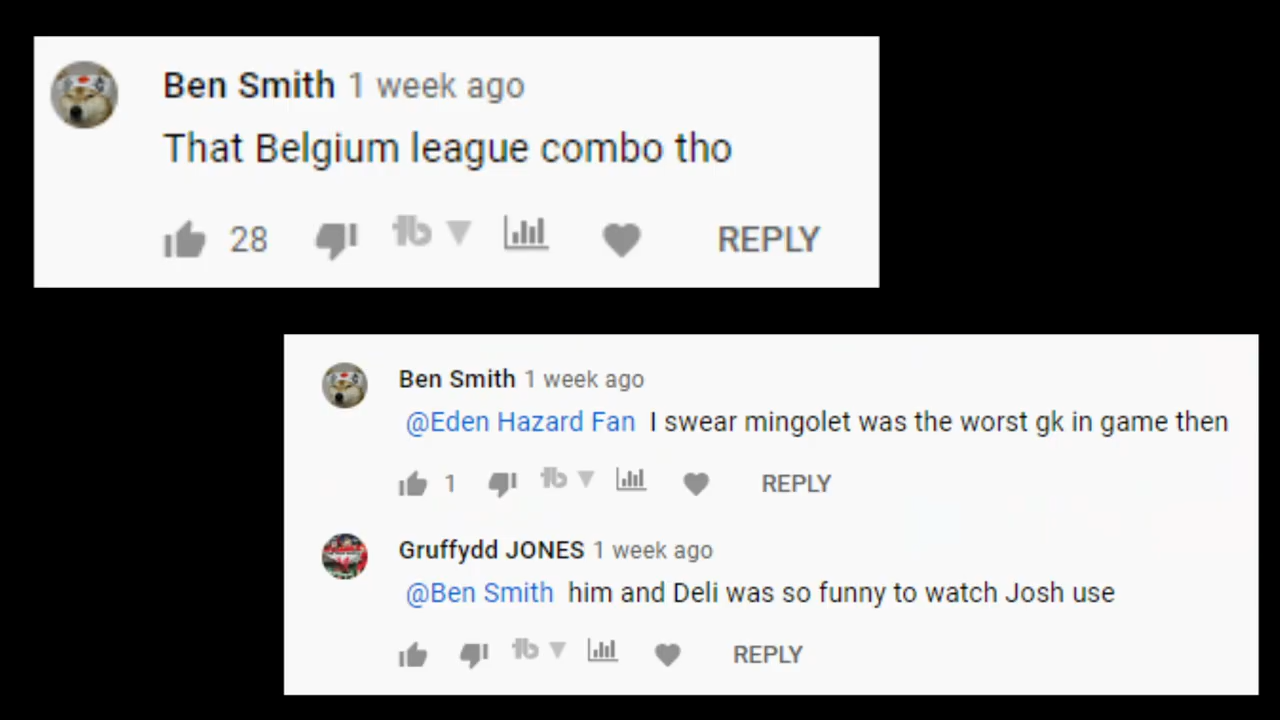 Ben Smith 1 week ago
That Belgium league combo tho
28 REPLY
Ben Smith 1 week ago
@Eden Hazard Fan I swear mingolet was the worst gk in game then
1 REPLY
Gruffydd JONES 1 week ago
@Ben Smith him and Deli was so funny to watch Josh use
REPLY